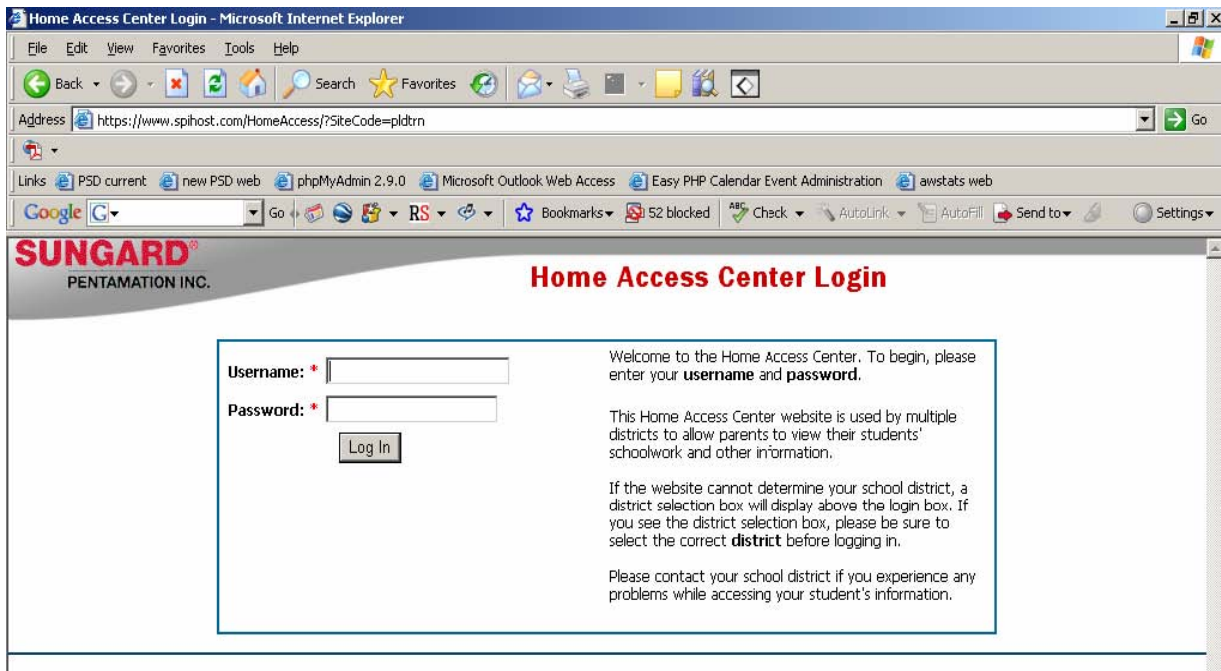 Home Access Center Login - Microsoft Internet Explorer
File Edit View Favorites Tools Help
Back Search Favorites
Address https://www.spihost.com/HomeAccess/?SiteCode=pldtrn Go
Links PSD current new PSD web phpMyAdmin 2.9.0 Microsoft Outlook Web Access Easy PHP Calendar Event Administration awstats web
Google G Go RS Bookmarks 52 blocked ABC Check AutoLink AutoFill Send to Settings
SUNGARD®
PENTAMATION INC.
Home Access Center Login
Username: *
Password: *
Log In
Welcome to the Home Access Center. To begin, please
enter your username and password.
This Home Access Center website is used by multiple
districts to allow parents to view their students'
schoolwork and other information.
If the website cannot determine your school district, a
district selection box will display above the login box. If
you see the district selection box, please be sure to
select the correct district before logging in.
Please contact your school district if you experience any
problems while accessing your student's information.